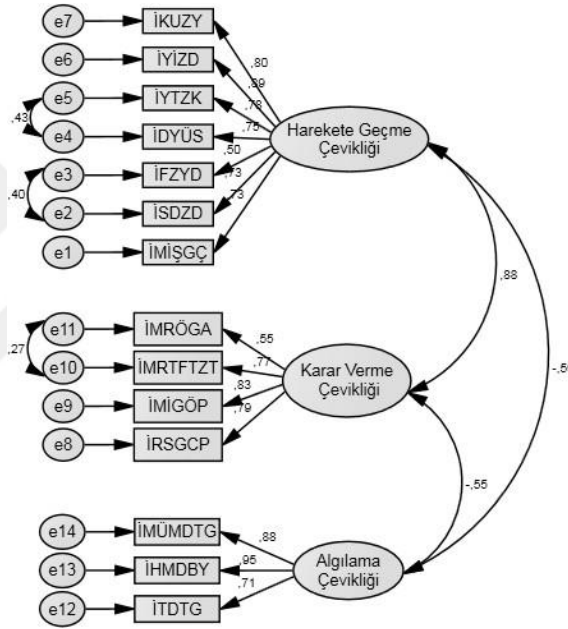 e7
İKUZY
,80
e6
İYİZD
,89
e5
İYTZK
,78
,43
e4
İDYÜS
,75
Harekete Geçme
Çevikliği
e3
İFZYD
,50
,40
e2
İSDZD
,73
e1
İMİŞGÇ
,73
,88
e11
İMRÖGA
,55
,27
e10
İMRTFTZT
,77
Karar Verme
Çevikliği
e9
İMİGÖP
,83
e8
İRSGCP
,79
-,55
e14
İMÜMDTG
,88
e13
İHMDBY
,95
Algılama
Çevikliği
e12
İTDTG
,71